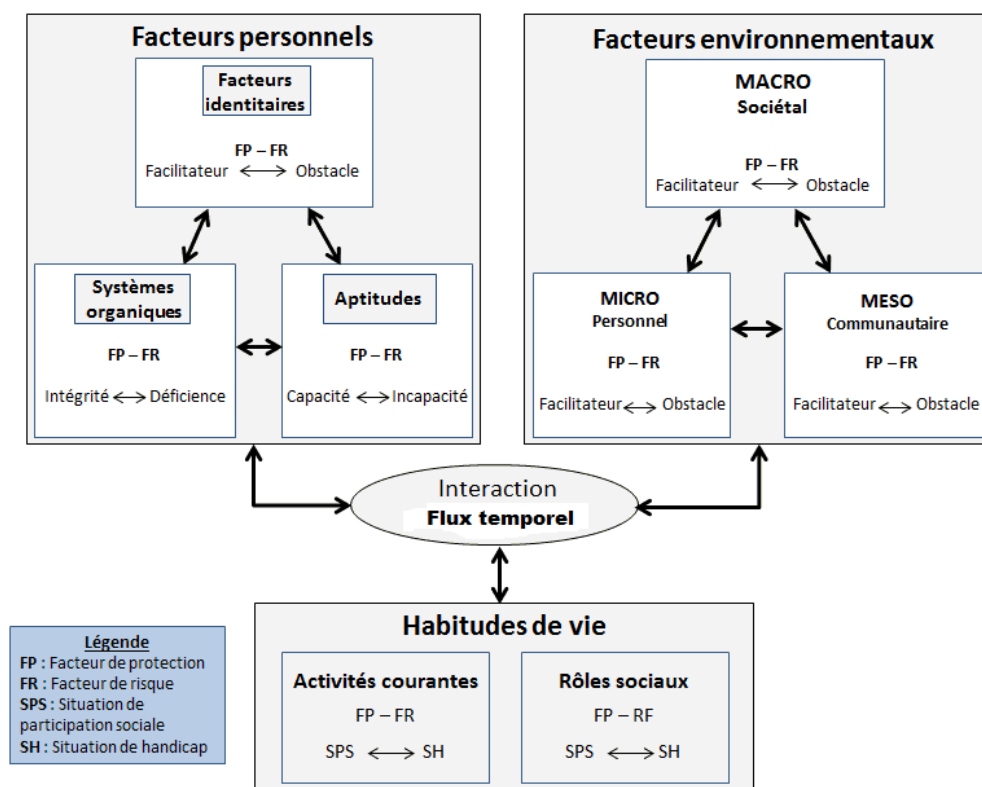 Facteurs personnels
Facteurs
identitaires
FP – FR
Facilitateur Obstacle
Systèmes
organiques
FP – FR
Intégrité Déficience
Aptitudes
FP – FR
Capacité Incapacité
Facteurs environnementaux
MACRO
Sociétal
FP – FR
Facilitateur Obstacle
MICRO
Personnel
FP – FR
Facilitateur Obstacle
MESO
Communautaire
FP – FR
Facilitateur Obstacle
Interaction
Flux temporel
Habitudes de vie
Activités courantes
FP – FR
SPS SH
Rôles sociaux
FP – RF
SPS SH
Légende
FP : Facteur de protection
FR : Facteur de risque
SPS : Situation de
participation sociale
SH : Situation de handicap